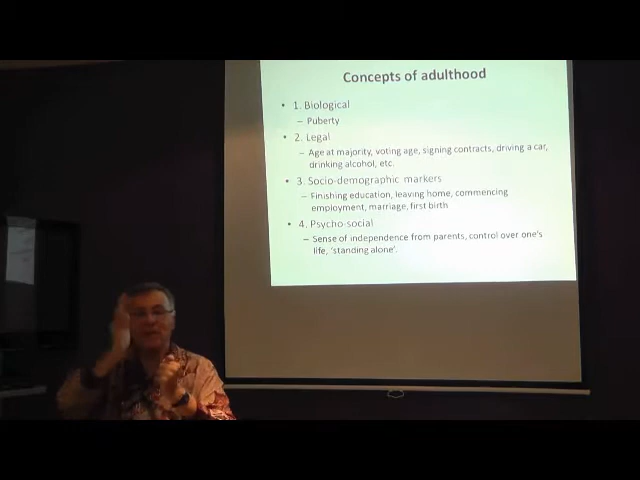 Concepts of adulthood
• 1. Biological
– Puberty
• 2. Legal
– Age at majority, voting age, signing contracts, driving a car,
drinking alcohol, etc.
• 3. Socio-demographic markers
– Finishing education, leaving home, commencing
employment, marriage, first birth
• 4. Psycho-social
– Sense of independence from parents, control over one's
life, 'standing alone'.